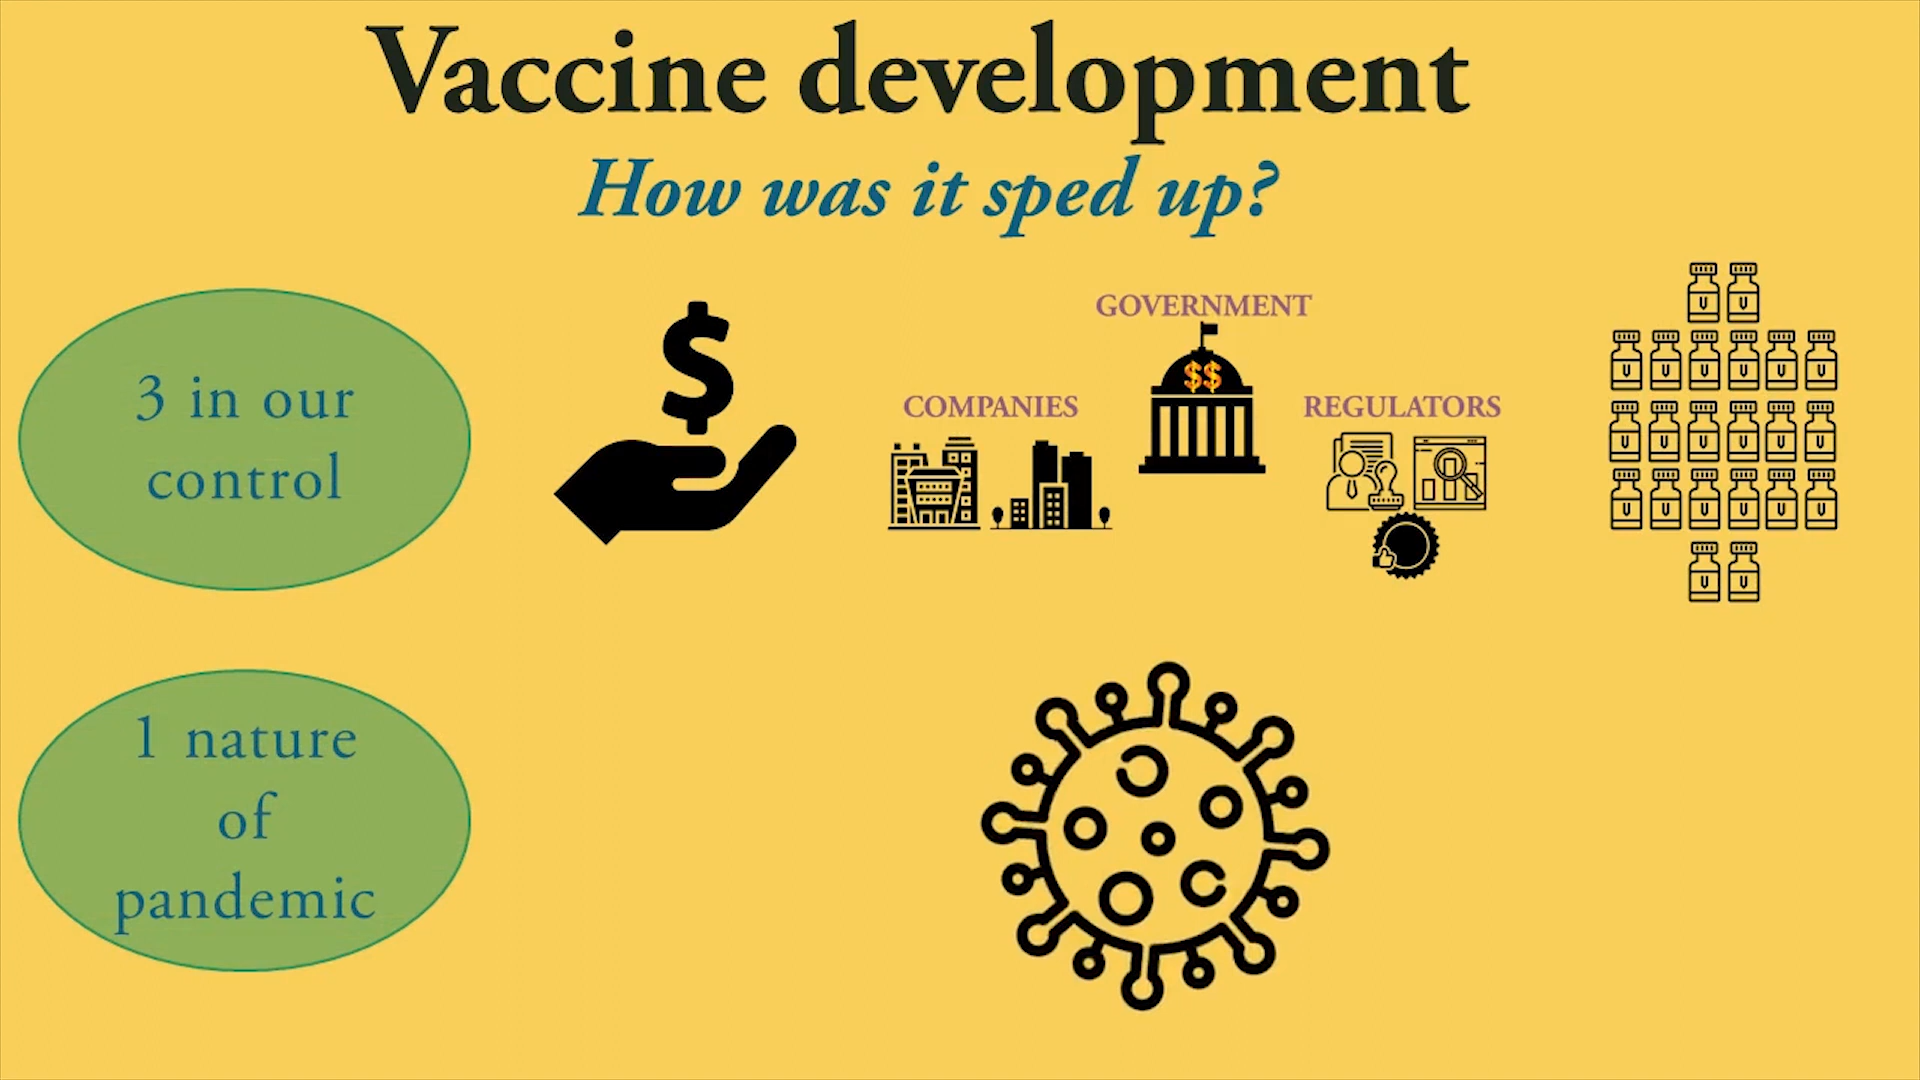 Vaccine development
How was it sped up?
3 in our
control
$
COMPANIES
GOVERNMENT
$$
REGULATORS
V V
V V V V V V
V V V V V V
V V V V V V
V V
1 nature
of
pandemic